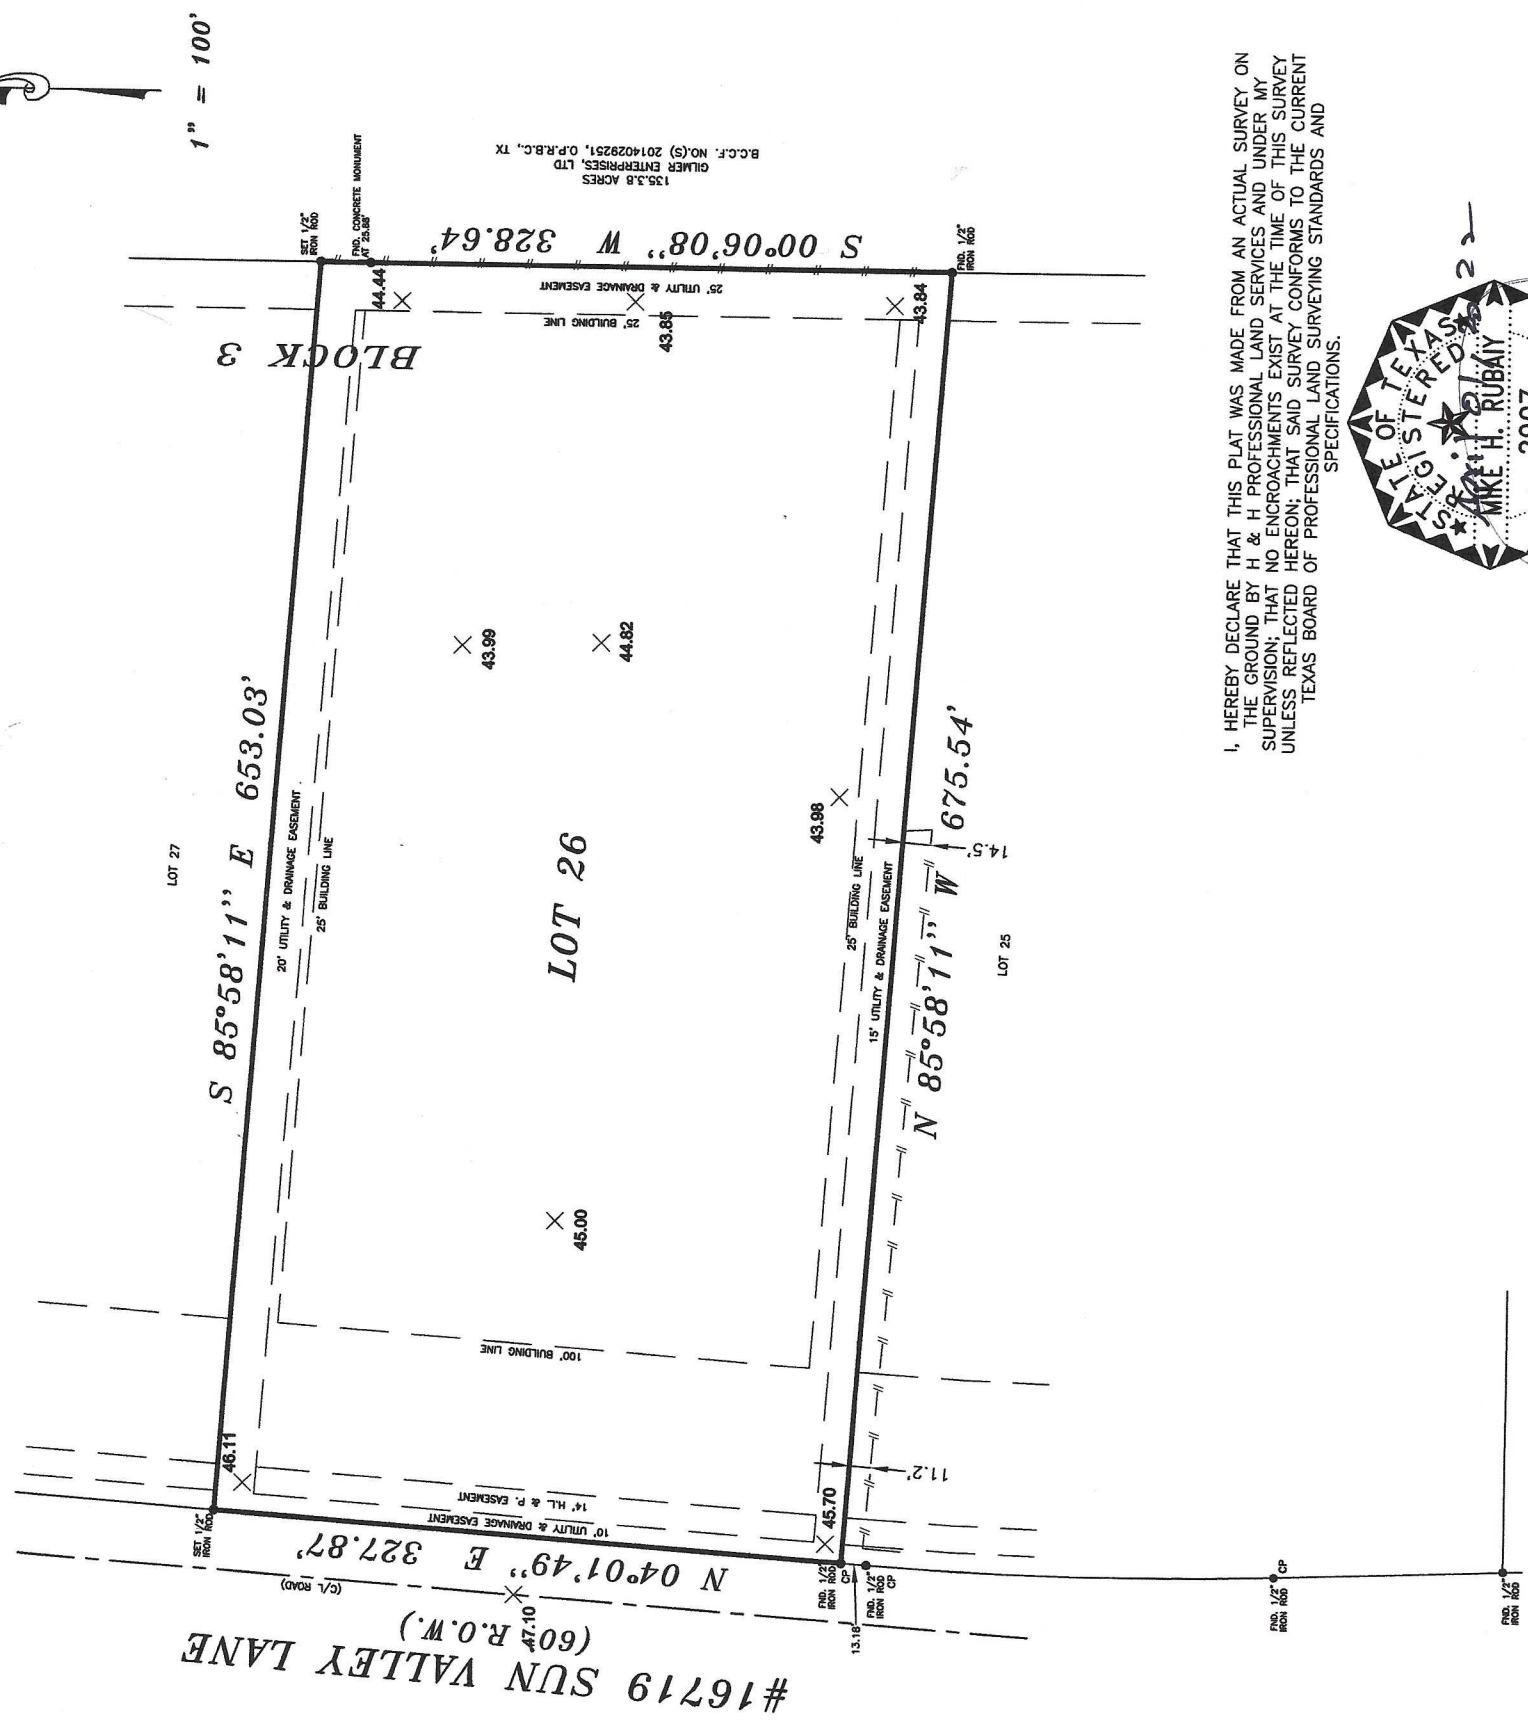 1" = 100'
135.3.8 ACRES
GILMER ENTERPRISES, LTD
B.C.C.F. NO.(S) 2014029251, O.P.R.B.C., TX
SET 1/2"
IRON ROD
FND. CONCRETE MONUMENT
AT 25.88'
S 00°06'08" W 328.64'
FND. 1/2"
IRON ROD
44.44
25' UTILITY & DRAINAGE EASEMENT
25' BUILDING LINE
43.85
43.84
BLOCK 3
LOT 27
S 85°58'11" E 653.03'
20' UTILITY & DRAINAGE EASEMENT
25' BUILDING LINE
43.99
44.82
43.98
LOT 26
25' BUILDING LINE
15' UTILITY & DRAINAGE EASEMENT
N 85°58'11" W 675.54'
14.5'
LOT 25
45.00
100' BUILDING LINE
46.11
14' H.L. & P. EASEMENT
10' UTILITY & DRAINAGE EASEMENT
45.70
11.2'
SET 1/2"
IRON ROD
N 04°01'49" E 327.87'
(C/L ROAD)
47.10
FND. 1/2"
IRON ROD
CP
FND. 1/2"
IRON ROD
CP
13.18'
FND. 1/2"
IRON ROD
CP
FND. 1/2"
IRON ROD
(60' R.O.W.)
#16719 SUN VALLEY LANE
I, HEREBY DECLARE THAT THIS PLAT WAS MADE FROM AN ACTUAL SURVEY ON
THE GROUND BY H & H PROFESSIONAL LAND SERVICES AND UNDER MY
SUPERVISION; THAT NO ENCROACHMENTS EXIST AT THE TIME OF THIS SURVEY
UNLESS REFLECTED HEREON; THAT SAID SURVEY CONFORMS TO THE CURRENT
TEXAS BOARD OF PROFESSIONAL LAND SURVEYING STANDARDS AND
SPECIFICATIONS.
STATE OF TEXAS
REGISTERED
MIKE H. RUBAIY